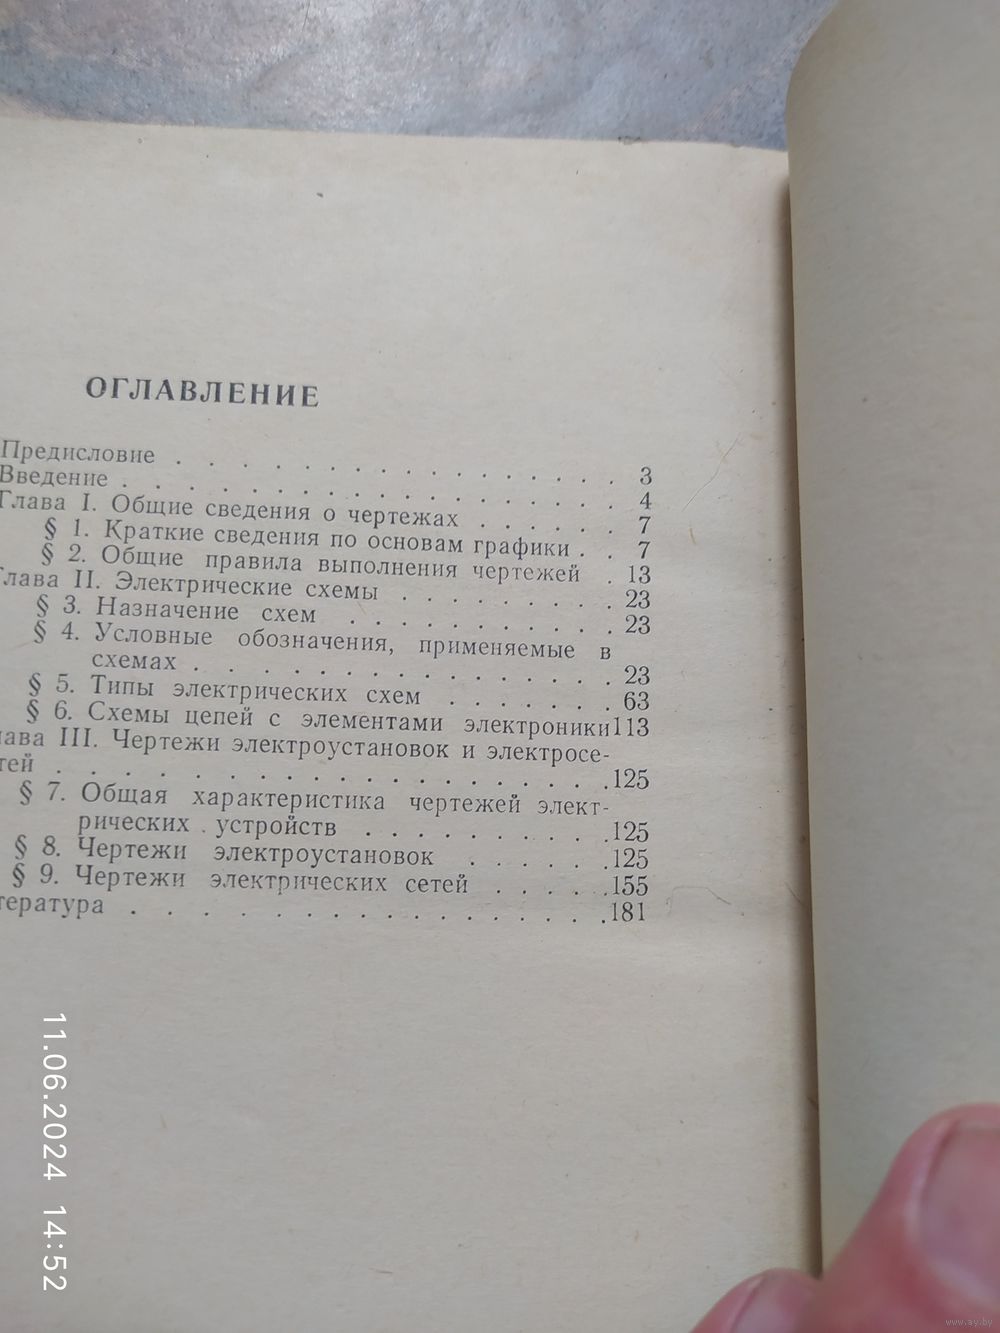 ОГЛАВЛЕНИЕ
Предисловие . . . . . . . . . . . . . . . 3
Введение . . . . . . . . . . . . . . . . . 4
Глава I. Общие сведения о чертежах . . . . . . 7
§ 1. Краткие сведения по основам графики . . 7
§ 2. Общие правила выполнения чертежей . 13
лава II. Электрические схемы . . . . . . . . . 23
§ 3. Назначение схем . . . . . . . . . . . 23
§ 4. Условные обозначения, применяемые в
схемах . . . . . . . . . . . . . . . 23
§ 5. Типы электрических схем . . . . . . . 63
§ 6. Схемы цепей с элементами электроники 113
ава III. Чертежи электроустановок и электросе-
тей . . . . . . . . . . . . . . . . . . 125
§ 7. Общая характеристика чертежей элект-
рических устройств . . . . . . . . . . 125
§ 8. Чертежи электроустановок . . . . . . 125
§ 9. Чертежи электрических сетей . . . . . 155
тература . . . . . . . . . . . . . . . . 181
11.06.2024 14:52
www.ay.by